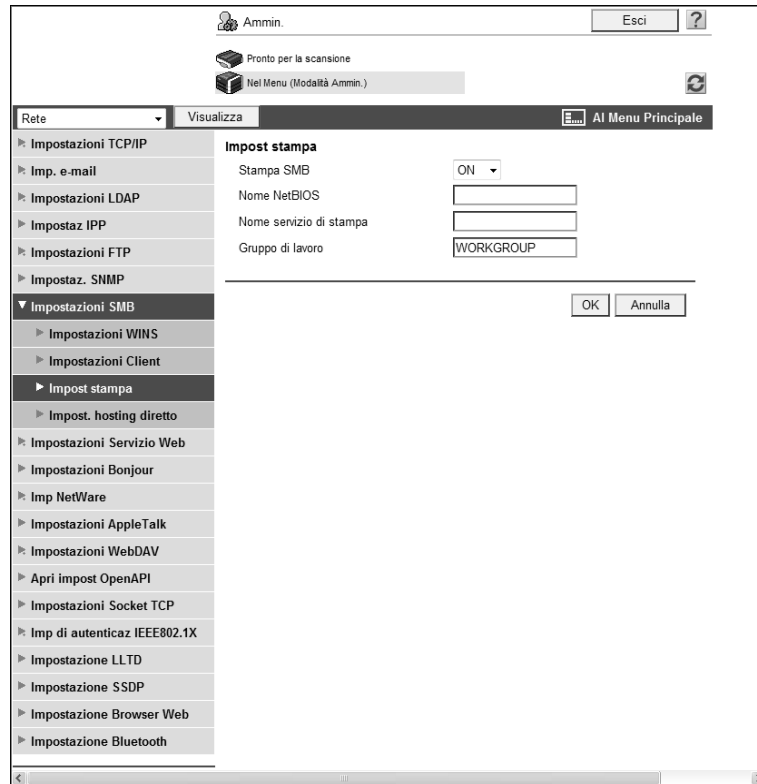 Ammin.
Esci
?
Pronto per la scansione
Nel Menu (Modalità Ammin.)
Rete
Visualizza
Al Menu Principale
Impostazioni TCP/IP
Imp. e-mail
Impostazioni LDAP
Impostaz IPP
Impostazioni FTP
Impostaz. SNMP
Impostazioni SMB
Impostazioni WINS
Impostazioni Client
Impost stampa
Impost. hosting diretto
Impostazioni Servizio Web
Impostazioni Bonjour
Imp NetWare
Impostazioni AppleTalk
Impostazioni WebDAV
Apri impost OpenAPI
Impostazioni Socket TCP
Imp di autenticaz IEEE802.1X
Impostazione LLTD
Impostazione SSDP
Impostazione Browser Web
Impostazione Bluetooth
Impost stampa
Stampa SMB ON
Nome NetBIOS
Nome servizio di stampa
Gruppo di lavoro WORKGROUP
OK Annulla